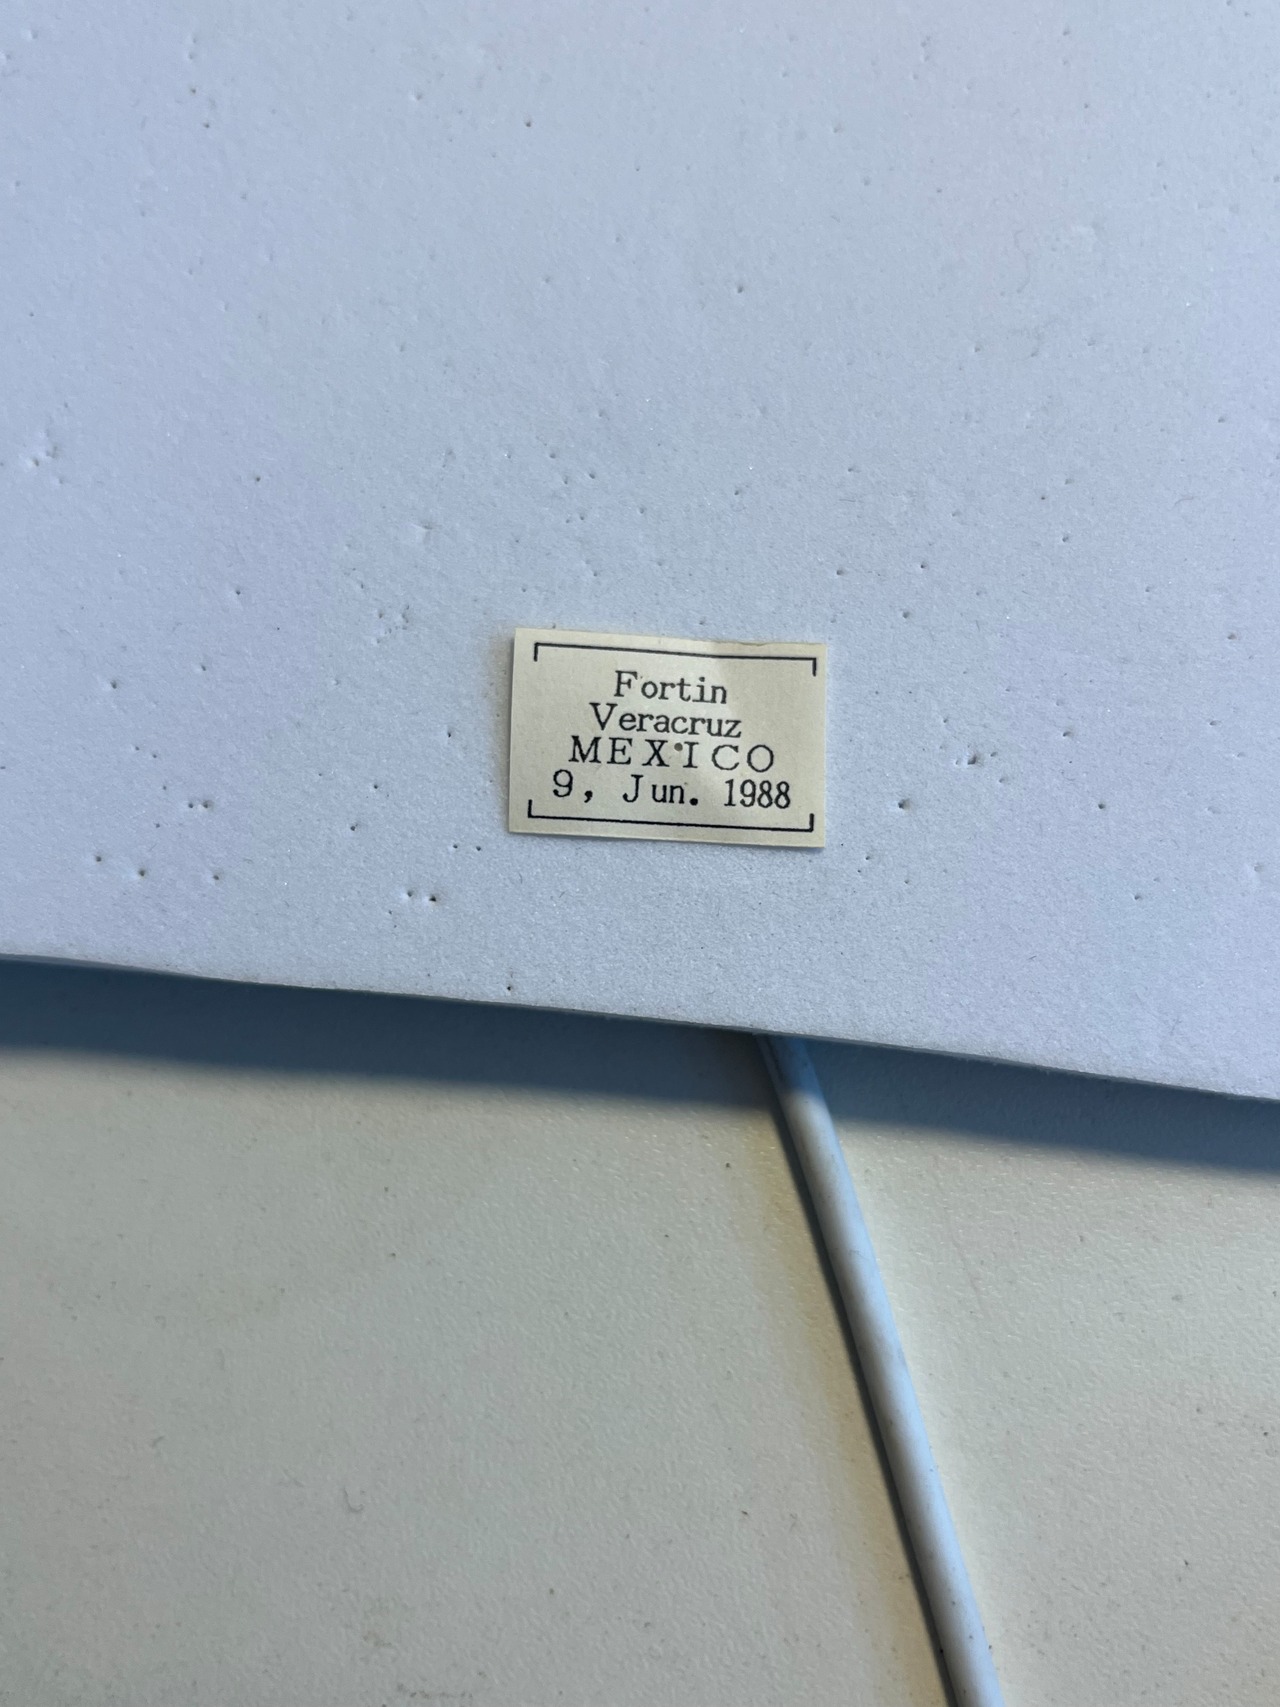 Fortin
Veracruz
MEXICO
9, Jun. 1988